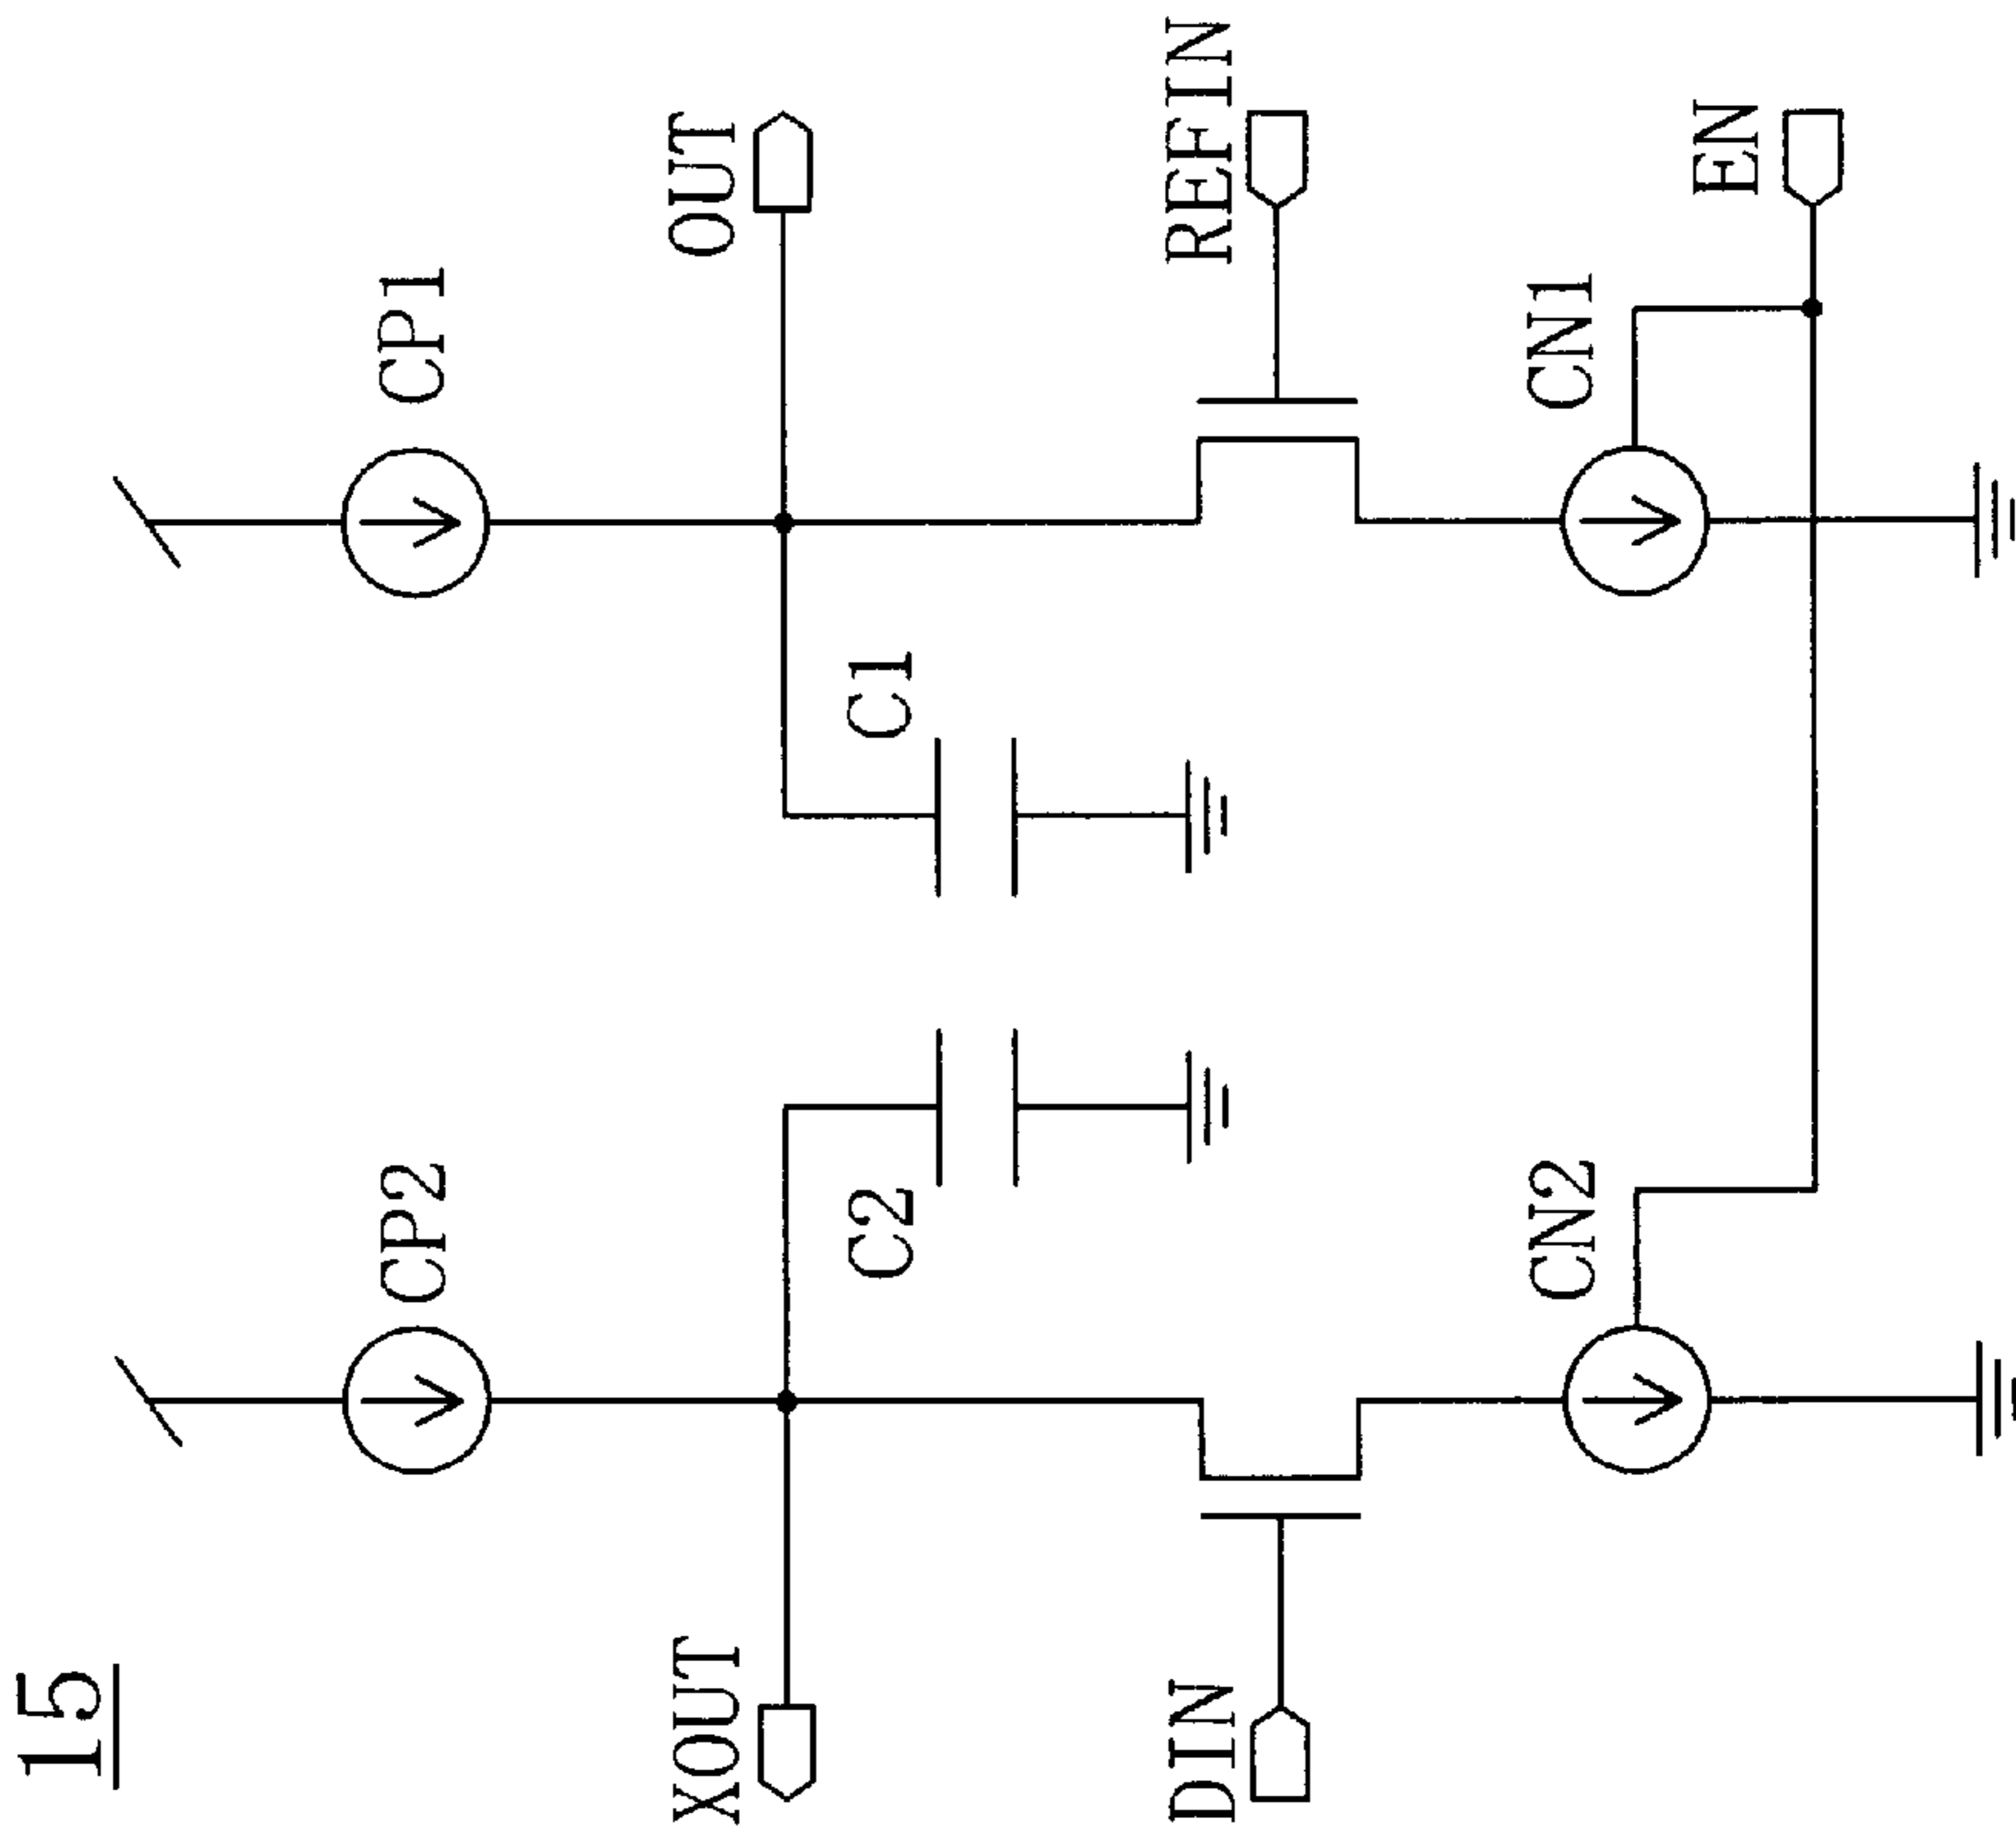 15
CP2
CP1
XOUT
OUT
C2
C1
DIN
REFIN
CN2
CN1
EN